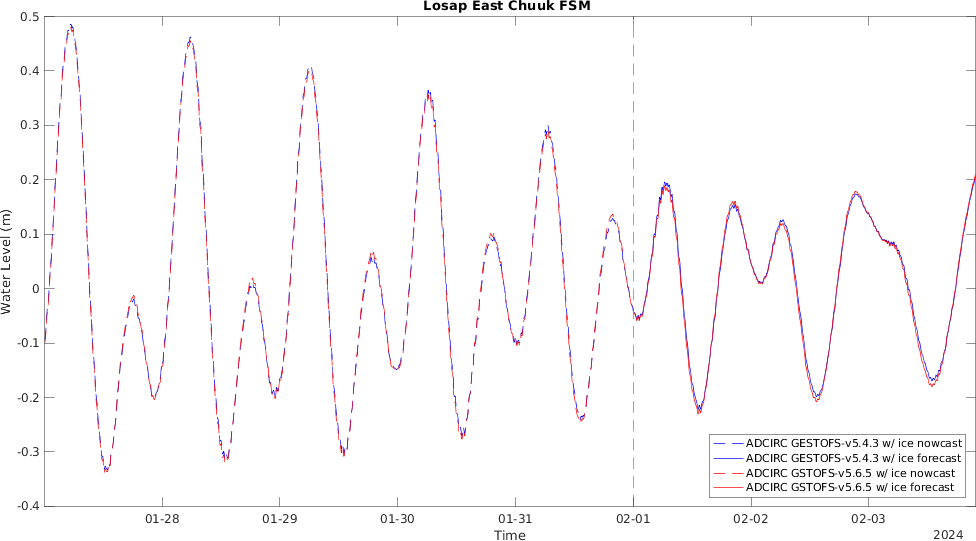 Losap East Chuuk FSM
0.5
0.4
0.3
0.2
0.1
0
-0.1
-0.2
-0.3
-0.4
Water Level (m)
ADCIRC GESTOFS-v5.4.3 w/ ice nowcast
ADCIRC GESTOFS-v5.4.3 w/ ice forecast
ADCIRC GSTOFS-v5.6.5 w/ ice nowcast
ADCIRC GSTOFS-v5.6.5 w/ ice forecast
01-28 01-29 01-30 01-31 02-01 02-02 02-03
Time
2024